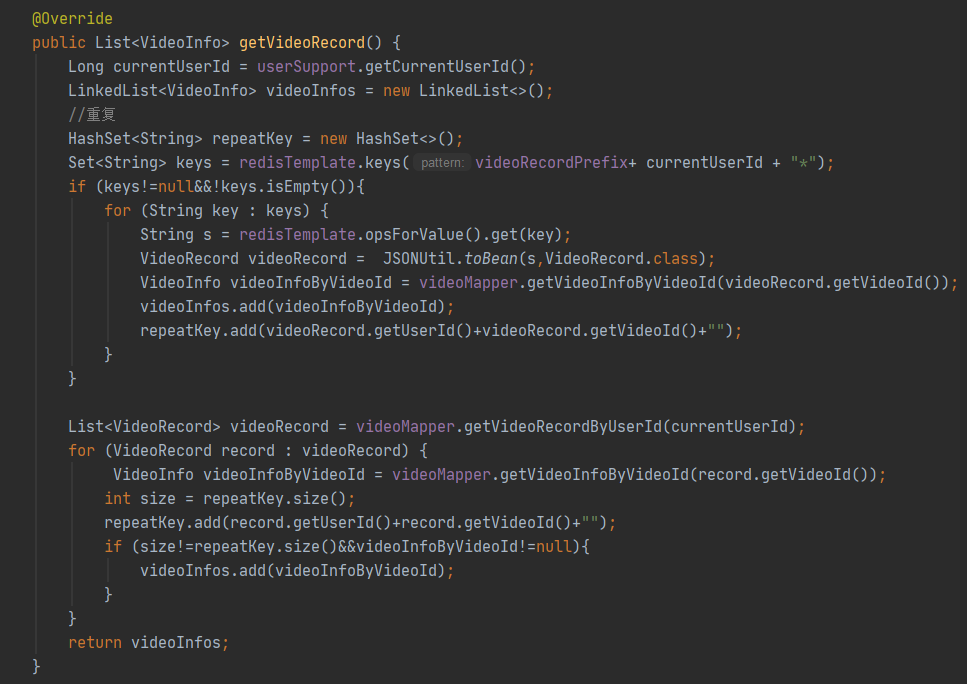 @Override
public List<VideoInfo> getVideoRecord() {
    Long currentUserId = userSupport.getCurrentUserId();
    LinkedList<VideoInfo> videoInfos = new LinkedList<>();
    //重复
    HashSet<String> repeatKey = new HashSet<>();
    Set<String> keys = redisTemplate.keys( pattern: videoRecordPrefix+ currentUserId + "*");
    if (keys!=null&&!keys.isEmpty()){
        for (String key : keys) {
            String s = redisTemplate.opsForValue().get(key);
            VideoRecord videoRecord =  JSONUtil.toBean(s,VideoRecord.class);
            VideoInfo videoInfoByVideoId = videoMapper.getVideoInfoByVideoId(videoRecord.getVideoId());
            videoInfos.add(videoInfoByVideoId);
            repeatKey.add(videoRecord.getUserId()+videoRecord.getVideoId()+"");
        }
    }

    List<VideoRecord> videoRecord = videoMapper.getVideoRecordByUserId(currentUserId);
    for (VideoRecord record : videoRecord) {
         VideoInfo videoInfoByVideoId = videoMapper.getVideoInfoByVideoId(record.getVideoId());
        int size = repeatKey.size();
        repeatKey.add(record.getUserId()+record.getVideoId()+"");
        if (size!=repeatKey.size()&&videoInfoByVideoId!=null){
            videoInfos.add(videoInfoByVideoId);
        }
    }
    return videoInfos;
}